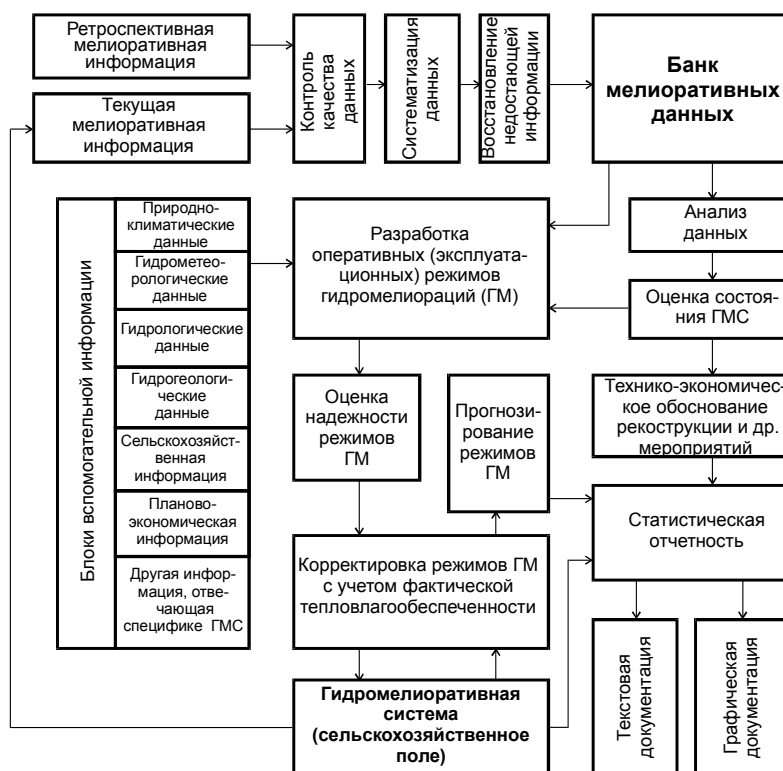 Ретроспективная
мелиоративная
информация
Текущая
мелиоративная
информация
Контроль
качества
данных
Систематизация
данных
Восстановление
недостающей
информации
Банк
мелиоративных
данных
Блоки вспомогательной информации
Природно-
климатические
данные
Гидрометео-
рологические
данные
Гидрологические
данные
Гидрогеологи-
ческие
данные
Сельскохозяйст-
венная
информация
Планово-
экономическая
информация
Другая инфор-
мация, отве-
чающая
специфике ГМС
Разработка
оперативных (эксплуата-
ционных) режимов
гидромелиораций (ГМ)
Анализ
данных
Оценка состоя-
ния ГМС
Оценка
надежности
режимов
ГМ
Прогнози-
рование
режимов
ГМ
Технико-экономичес-
кое обоснование
рекострукции и др.
мероприятий
Корректировка режимов ГМ
с учетом фактической
тепловлагообеспеченности
Статистическая
отчетность
Гидромелиоративная
система
(сельскохозяйственное
поле)
Текстовая
документация
Графическая
документация